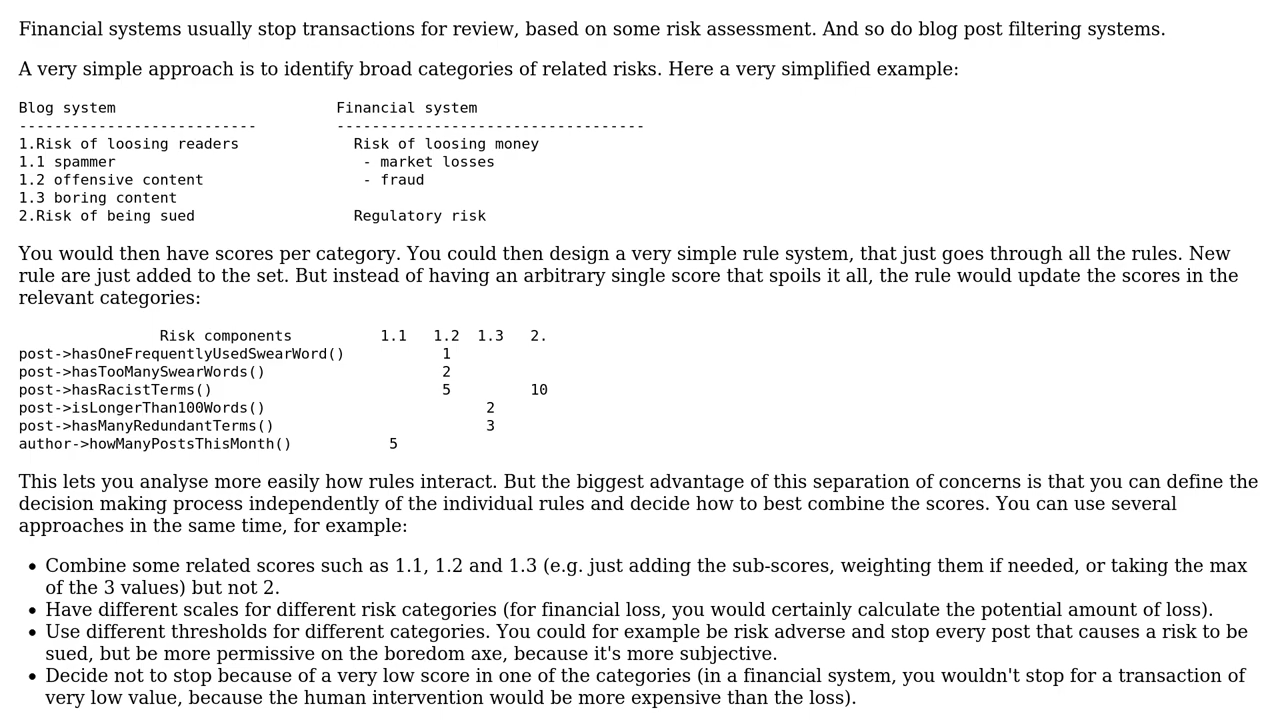 Financial systems usually stop transactions for review, based on some risk assessment. And so do blog post filtering systems.
A very simple approach is to identify broad categories of related risks. Here a very simplified example:
Blog system                         Financial system
---------------------------         -----------------------------------
1.Risk of loosing readers             Risk of loosing money
1.1 spammer                            - market losses
1.2 offensive content                  - fraud
1.3 boring content
2.Risk of being sued                  Regulatory risk
You would then have scores per category. You could then design a very simple rule system, that just goes through all the rules. New
rule are just added to the set. But instead of having an arbitrary single score that spoils it all, the rule would update the scores in the
relevant categories:
                Risk components          1.1   1.2  1.3   2.
post->hasOneFrequentlyUsedSwearWord()           1
post->hasTooManySwearWords()                    2
post->hasRacistTerms()                          5         10
post->isLongerThan100Words()                         2
post->hasManyRedundantTerms()                        3
author->howManyPostsThisMonth()           5
This lets you analyse more easily how rules interact. But the biggest advantage of this separation of concerns is that you can define the
decision making process independently of the individual rules and decide how to best combine the scores. You can use several
approaches in the same time, for example:
• Combine some related scores such as 1.1, 1.2 and 1.3 (e.g. just adding the sub-scores, weighting them if needed, or taking the max
of the 3 values) but not 2.
• Have different scales for different risk categories (for financial loss, you would certainly calculate the potential amount of loss).
• Use different thresholds for different categories. You could for example be risk adverse and stop every post that causes a risk to be
sued, but be more permissive on the boredom axe, because it's more subjective.
• Decide not to stop because of a very low score in one of the categories (in a financial system, you wouldn't stop for a transaction of
very low value, because the human intervention would be more expensive than the loss).